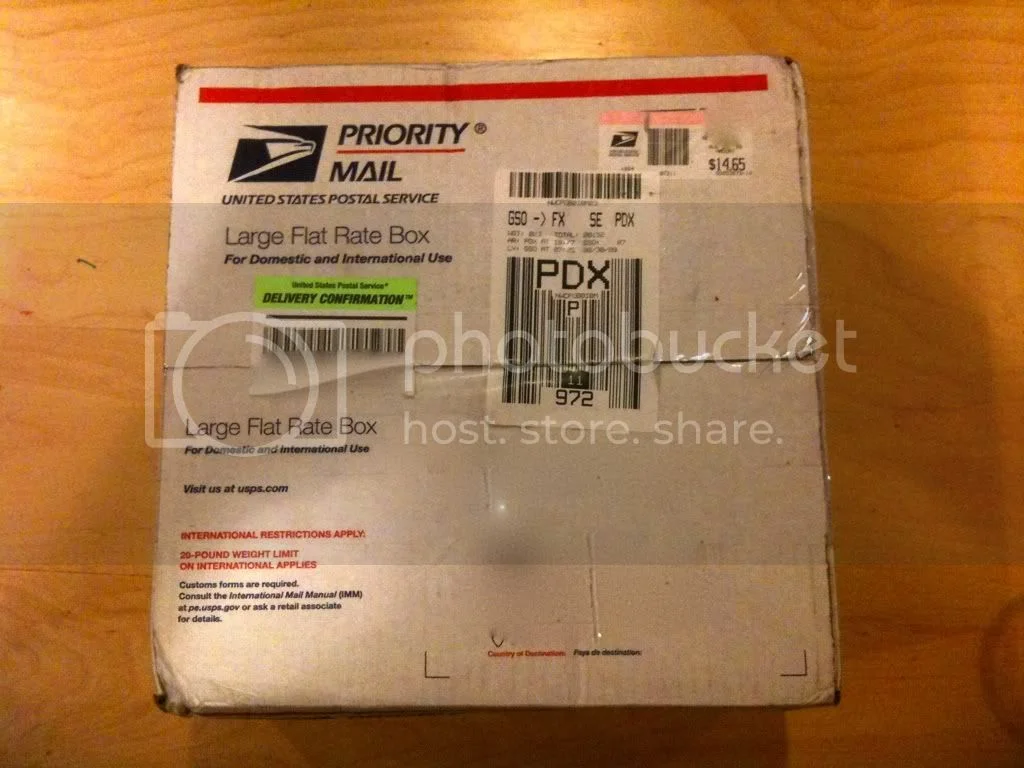 PRIORITY®
MAIL
UNITED STATES POSTAL SERVICE
$14.65
Large Flat Rate Box
For Domestic and International Use
GSO -> FX SE PDX
United States Postal Service®
DELIVERY CONFIRMATION™
PDX
P
11
972
photobucket
host. store. share.
Large Flat Rate Box
For Domestic and International Use
Visit us at usps.com
INTERNATIONAL RESTRICTIONS APPLY:
20-POUND WEIGHT LIMIT
ON INTERNATIONAL APPLIES
Customs forms are required.
Consult the International Mail Manual (IMM)
at pe.usps.gov or ask a retail associate
for details.
Country of Destination: Pays de destination: